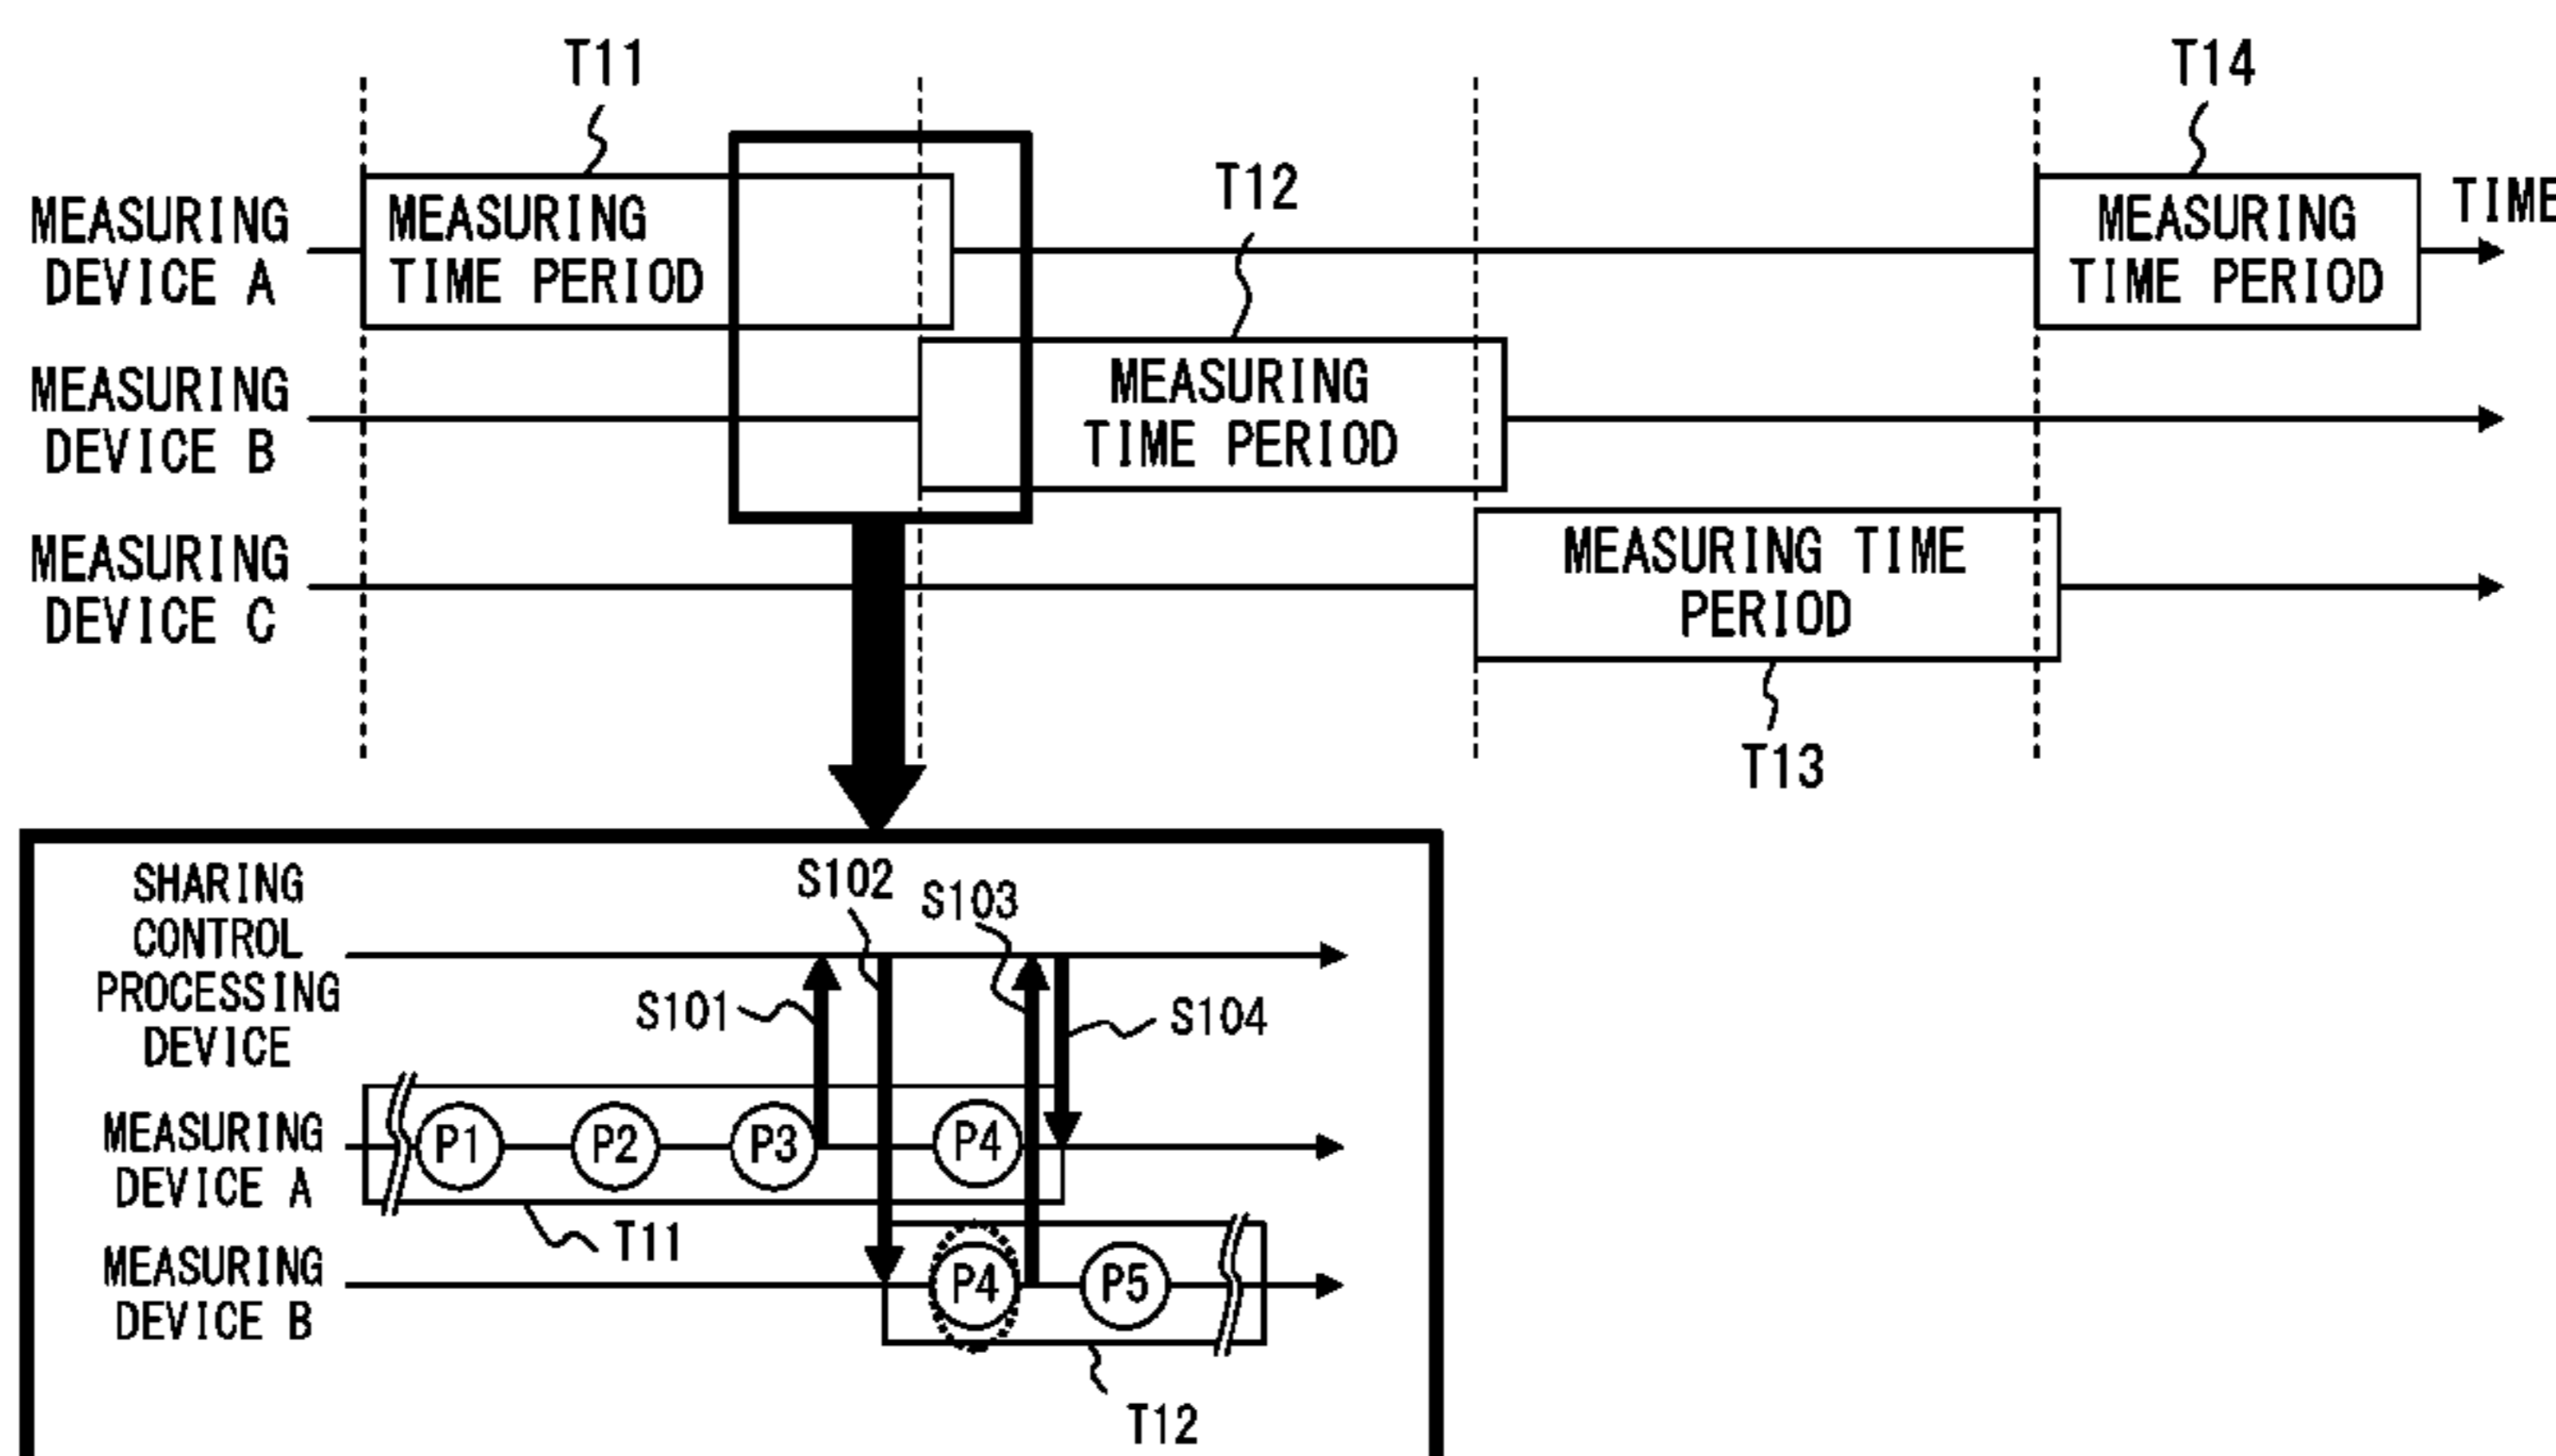 T11
T14
T12
MEASURING
DEVICE A
MEASURING
TIME PERIOD
MEASURING
TIME PERIOD
TIME
MEASURING
DEVICE B
MEASURING
TIME PERIOD
MEASURING
DEVICE C
MEASURING TIME
PERIOD
T13
SHARING
CONTROL
PROCESSING
DEVICE
S102
S103
S101
S104
MEASURING
DEVICE A
P1
P2
P3
P4
T11
MEASURING
DEVICE B
P4
P5
T12